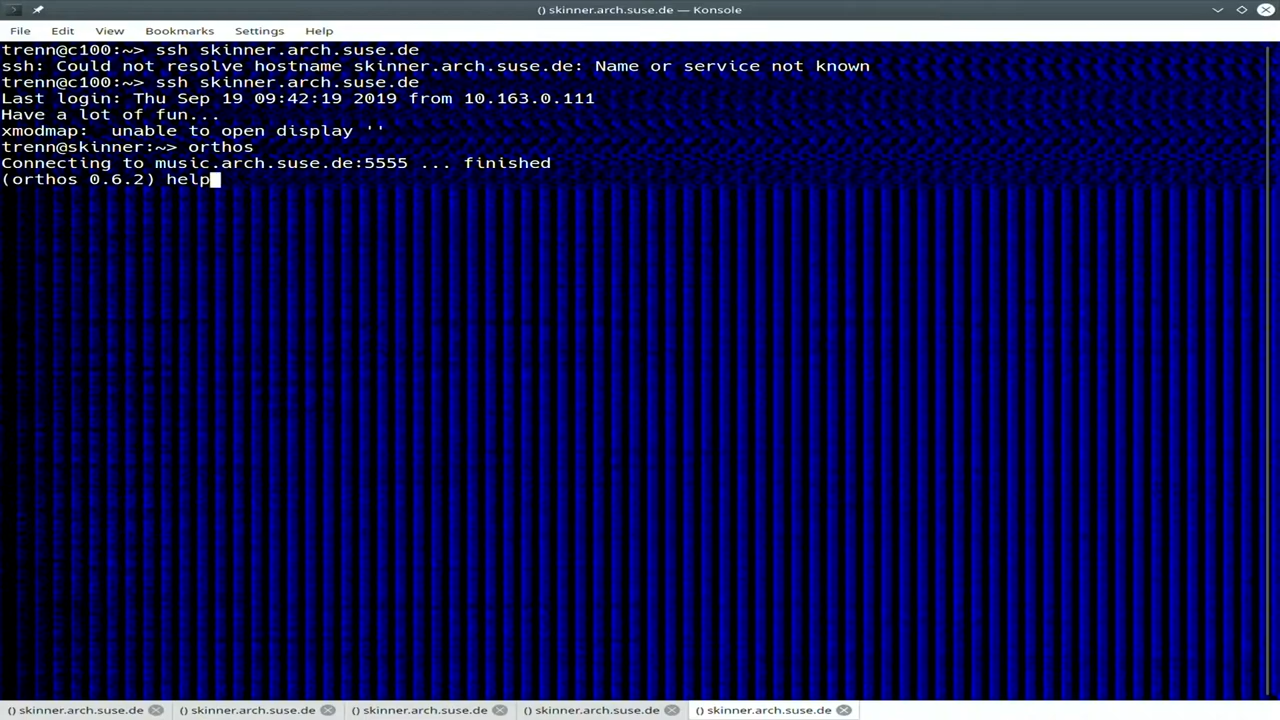 () skinner.arch.suse.de — Konsole
File Edit View Bookmarks Settings Help
trenn@c100:~> ssh skinner.arch.suse.de
ssh: Could not resolve hostname skinner.arch.suse.de: Name or service not known
trenn@c100:~> ssh skinner.arch.suse.de
Last login: Thu Sep 19 09:42:19 2019 from 10.163.0.111
Have a lot of fun...
xmodmap:  unable to open display ''
trenn@skinner:~> orthos
Connecting to music.arch.suse.de:5555 ... finished
(orthos 0.6.2) help
() skinner.arch.suse.de () skinner.arch.suse.de () skinner.arch.suse.de () skinner.arch.suse.de () skinner.arch.suse.de